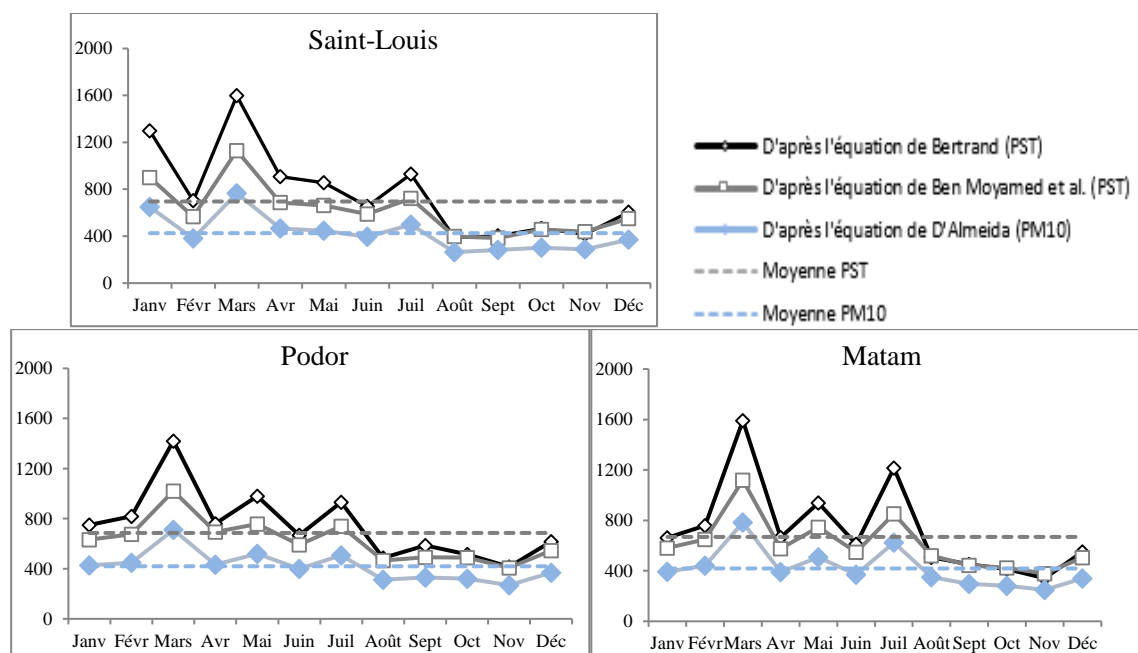 Saint-Louis
2000
1600
1200
800
400
0
Janv Févr Mars Avr Mai Juin Juil Août Sept Oct Nov Déc
D'après l'équation de Bertrand (PST)
D'après l'équation de Ben Moyamed et al. (PST)
D'après l'équation de D'Almeida (PM10)
Moyenne PST
Moyenne PM10
Podor
2000
1600
1200
800
400
0
Janv Févr Mars Avr Mai Juin Juil Août Sept Oct Nov Déc
Matam
2000
1600
1200
800
400
0
Janv Févr Mars Avr Mai Juin Juil Août Sept Oct Nov Déc